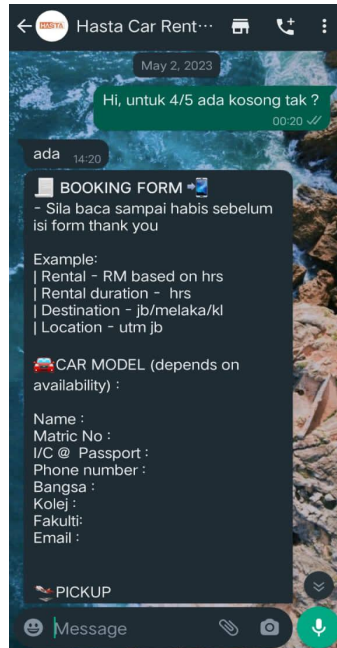 HASTA
Hasta Car Rent...
May 2, 2023
Hi, untuk 4/5 ada kosong tak ?
00:20
ada
14:20
BOOKING FORM
- Sila baca sampai habis sebelum
isi form thank you
Example:
| Rental - RM based on hrs
| Rental duration - hrs
| Destination - jb/melaka/kl
| Location - utm jb
CAR MODEL (depends on
availability) :
Name :
Matric No :
I/C @ Passport :
Phone number :
Bangsa :
Kolej :
Fakulti:
Email :
PICKUP
Message